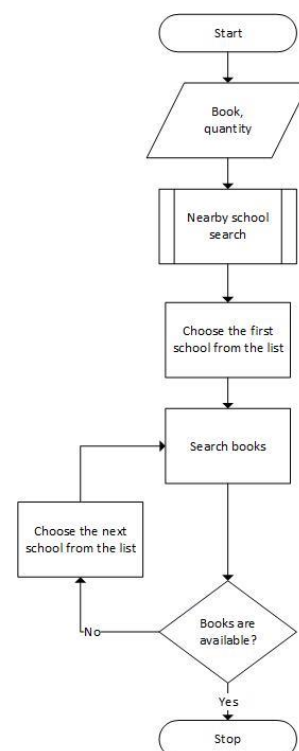 Start
Book,
quantity
Nearby school
search
Choose the first
school from the list
Search books
Choose the next
school from the list
Books are
available?
No
Yes
Stop